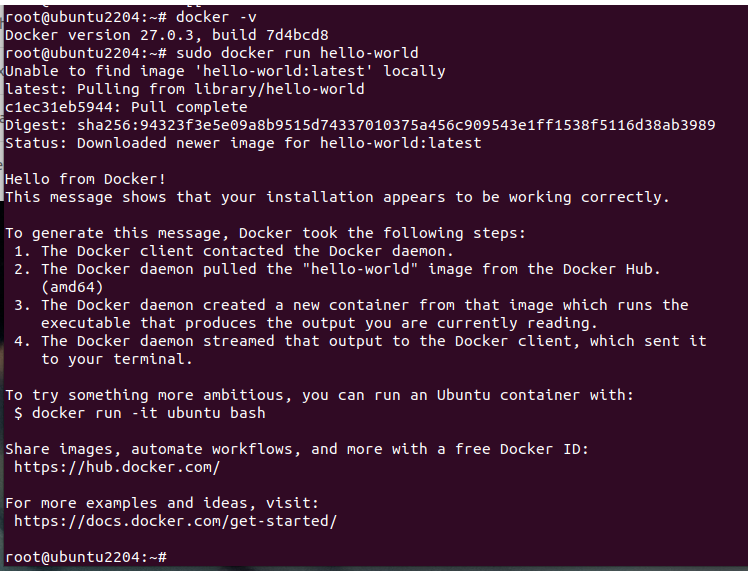 root@ubuntu2204:~# docker -v
Docker version 27.0.3, build 7d4bcd8
root@ubuntu2204:~# sudo docker run hello-world
Unable to find image 'hello-world:latest' locally
latest: Pulling from library/hello-world
c1ec31eb5944: Pull complete
Digest: sha256:94323f3e5e09a8b9515d74337010375a456c909543e1ff1538f5116d38ab3989
Status: Downloaded newer image for hello-world:latest

Hello from Docker!
This message shows that your installation appears to be working correctly.

To generate this message, Docker took the following steps:
 1. The Docker client contacted the Docker daemon.
 2. The Docker daemon pulled the "hello-world" image from the Docker Hub.
    (amd64)
 3. The Docker daemon created a new container from that image which runs the
    executable that produces the output you are currently reading.
 4. The Docker daemon streamed that output to the Docker client, which sent it
    to your terminal.

To try something more ambitious, you can run an Ubuntu container with:
 $ docker run -it ubuntu bash

Share images, automate workflows, and more with a free Docker ID:
 https://hub.docker.com/

For more examples and ideas, visit:
 https://docs.docker.com/get-started/

root@ubuntu2204:~#